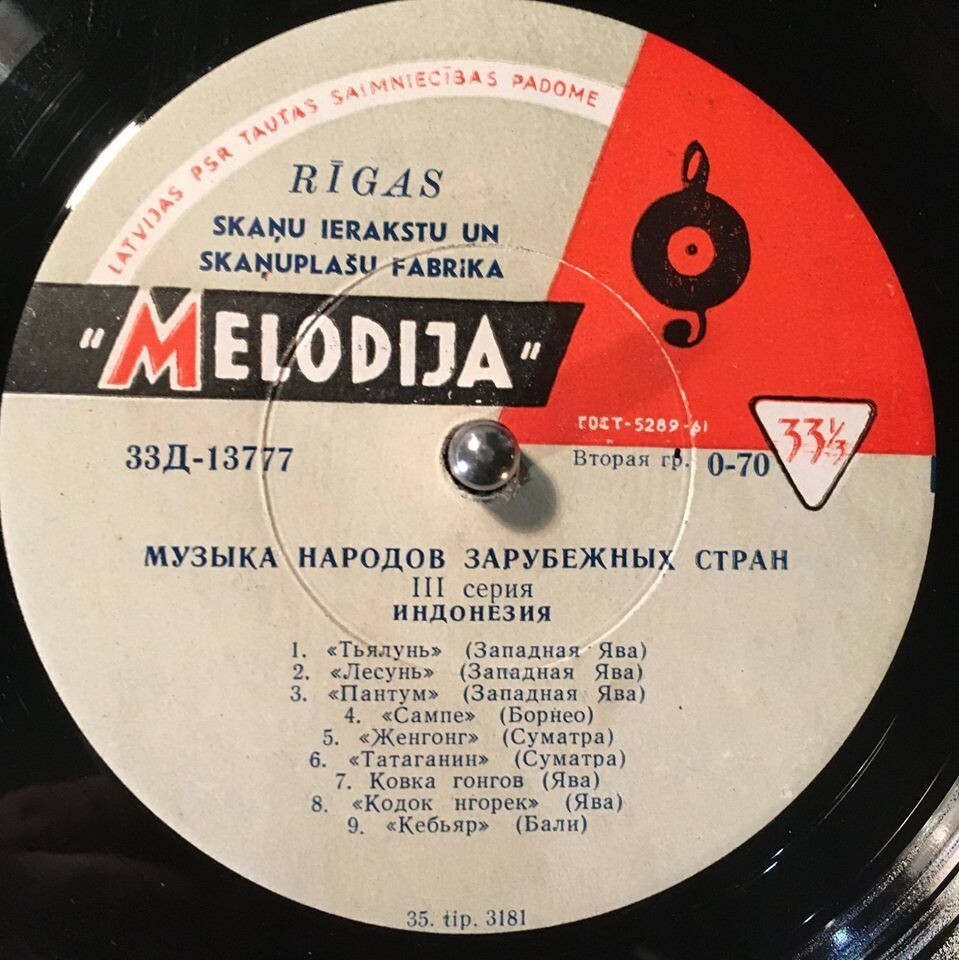 LATVIJAS PSR TAUTAS SAIMNIECĪBAS PADOME
RĪGAS
SKAŅU IERAKSTU UN
SKAŅUPLAŠU FABRIKA
"MELODIJA"
ГОСТ-5289-61
33⅓
33Д-13777
Вторая гр. 0-70
МУЗЫКА НАРОДОВ ЗАРУБЕЖНЫХ СТРАН
III серия
ИНДОНЕЗИЯ
1. «Тьялунь» (Западная Ява)
2. «Лесунь» (Западная Ява)
3. «Пантум» (Западная Ява)
4. «Сампе» (Борнео)
5. «Женгонг» (Суматра)
6. «Татаганин» (Суматра)
7. Ковка гонгов (Ява)
8. «Кодок нгорек» (Ява)
9. «Кебьяр» (Бали)
35. tip. 3181